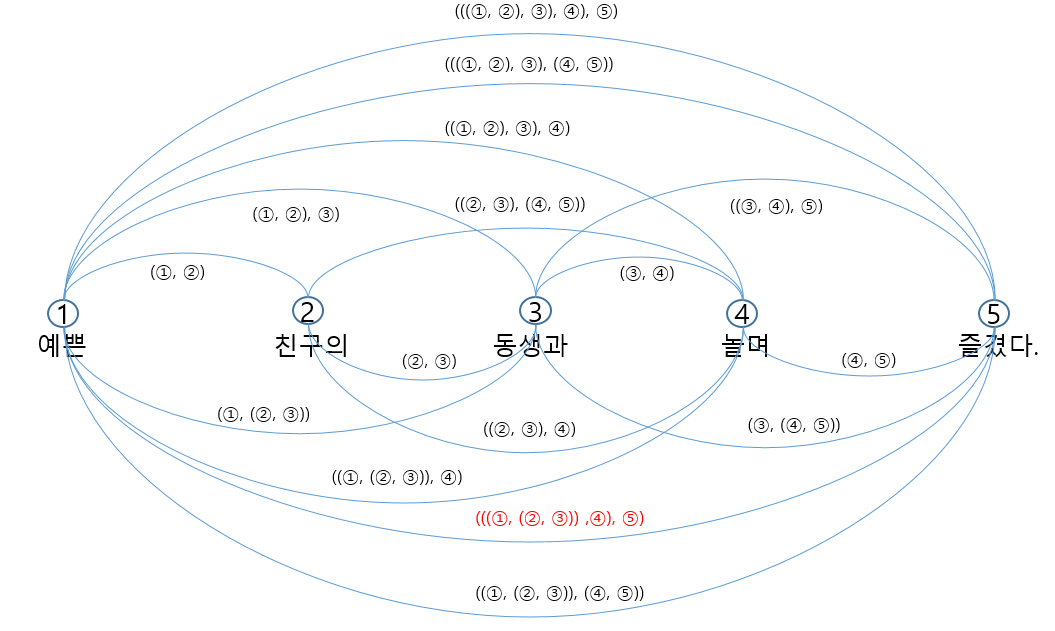 (((①, ②), ③), ④), ⑤)
(((①, ②), ③), (④, ⑤))
((①, ②), ③), ④)
((②, ③), (④, ⑤))
((③, ④), ⑤)
(①, ②), ③)
(①, ②)
(③, ④)
1 2 3 4 5
예쁜 친구의 동생과 놀며 즐겼다.
(②, ③)
(④, ⑤)
(①, (②, ③))
((②, ③), ④)
(③, (④, ⑤))
((①, (②, ③)), ④)
(((①, (②, ③)) ,④), ⑤)
((①, (②, ③)), (④, ⑤))